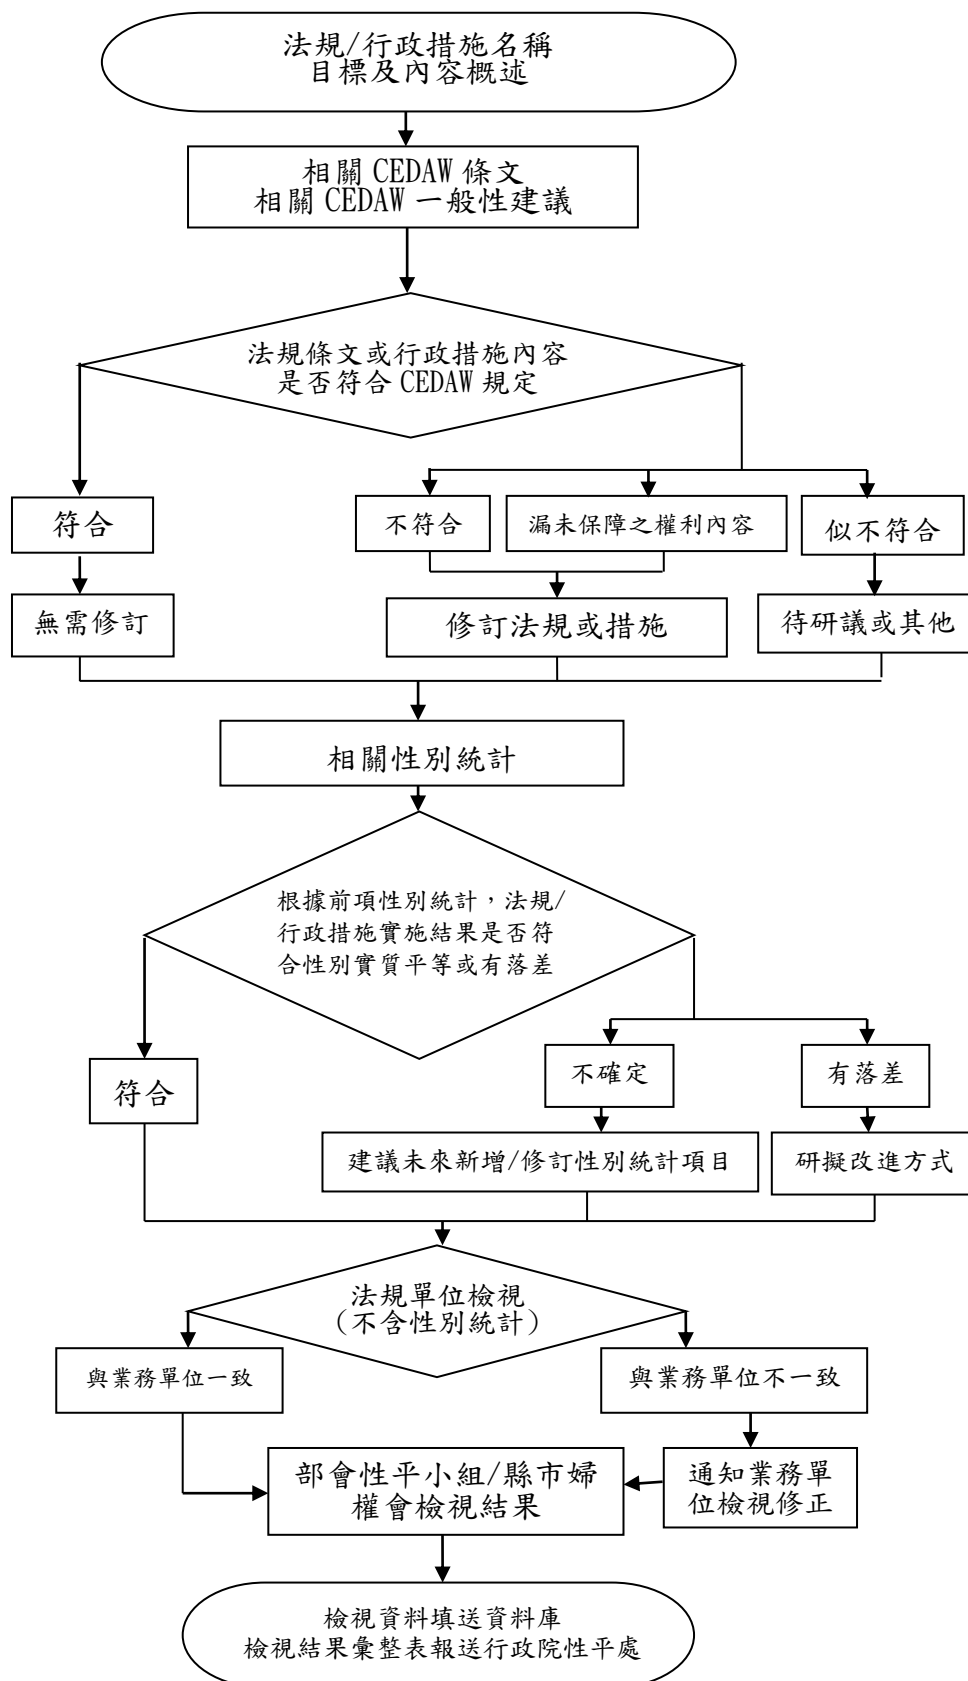 法規/行政措施名稱
目標及內容概述
相關 CEDAW 條文
相關 CEDAW 一般性建議
法規條文或行政措施內容
是否符合 CEDAW 規定
符合
不符合
漏未保障之權利內容
似不符合
無需修訂
修訂法規或措施
待研議或其他
相關性別統計
根據前項性別統計，法規/
行政措施實施結果是否符
合性別實質平等或有落差
符合
不確定
有落差
建議未來新增/修訂性別統計項目
研擬改進方式
法規單位檢視
(不含性別統計)
與業務單位一致
與業務單位不一致
部會性平小組/縣市婦
權會檢視結果
通知業務單
位檢視修正
檢視資料填送資料庫
檢視結果彙整表報送行政院性平處